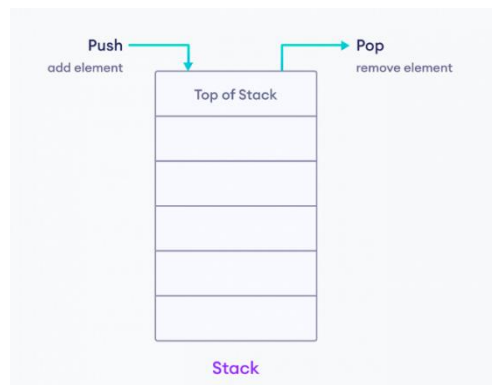 Push
add element
Pop
remove element
Top of Stack
Stack